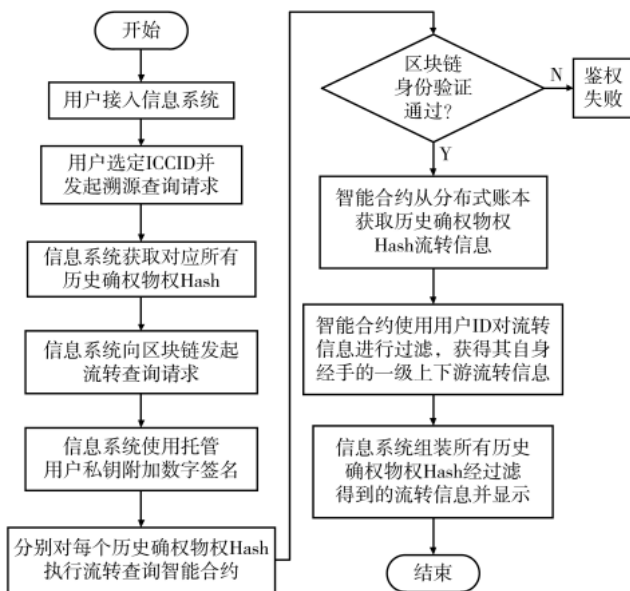 开始
用户接入信息系统
用户选定ICCID并
发起溯源查询请求
信息系统获取对应所有
历史确权物权Hash
信息系统向区块链发起
流转查询请求
信息系统使用托管
用户私钥附加数字签名
分别对每个历史确权物权Hash
执行流转查询智能合约
区块链
身份验证
通过?
N
鉴权
失败
Y
智能合约从分布式账本
获取历史确权物权
Hash流转信息
智能合约使用用户ID对流转
信息进行过滤，获得其自身
经手的一级上下游流转信息
信息系统组装所有历史
确权物权Hash经过滤
得到的流转信息并显示
结束